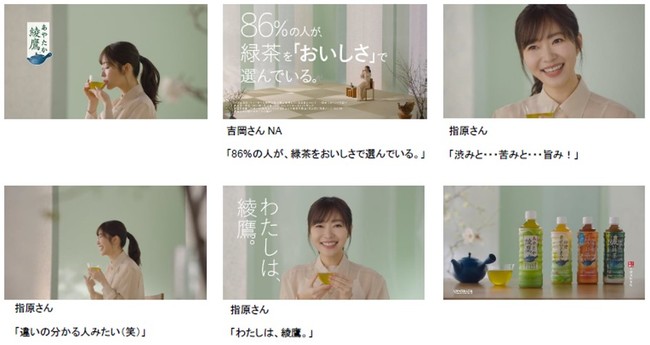 あやたか
綾鷹
86%の人が、
緑茶を「おいしさ」で
選んでいる。
吉岡さん NA
「86%の人が、緑茶をおいしさで選んでいる。」
指原さん
「渋みと・・・苦みと・・・旨み！」
指原さん
「違いの分かる人みたい（笑）」
わたしは、
綾鷹。
指原さん
「わたしは、綾鷹。」